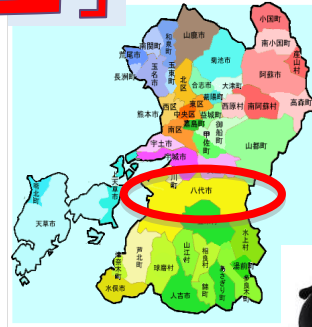 小国町
南小国町
産山村
山鹿市
和水町
南関町
荒尾市
玉名市
玉東町
長洲町
菊池市
合志市
大津町
菊陽町
阿蘇市
北区
西区
東区
中央区
南区
熊本市
西原村
南阿蘇村
高森町
益城町
嘉島町
御船町
甲佐町
山都町
宇土市
宇城市
川町
上天草市
苓北町
天草市
八代市
水上村
芦北町
津奈木町
水俣市
球磨村
山江村
相良村
湯前町
多良木町
あさぎり町
錦町
人吉市